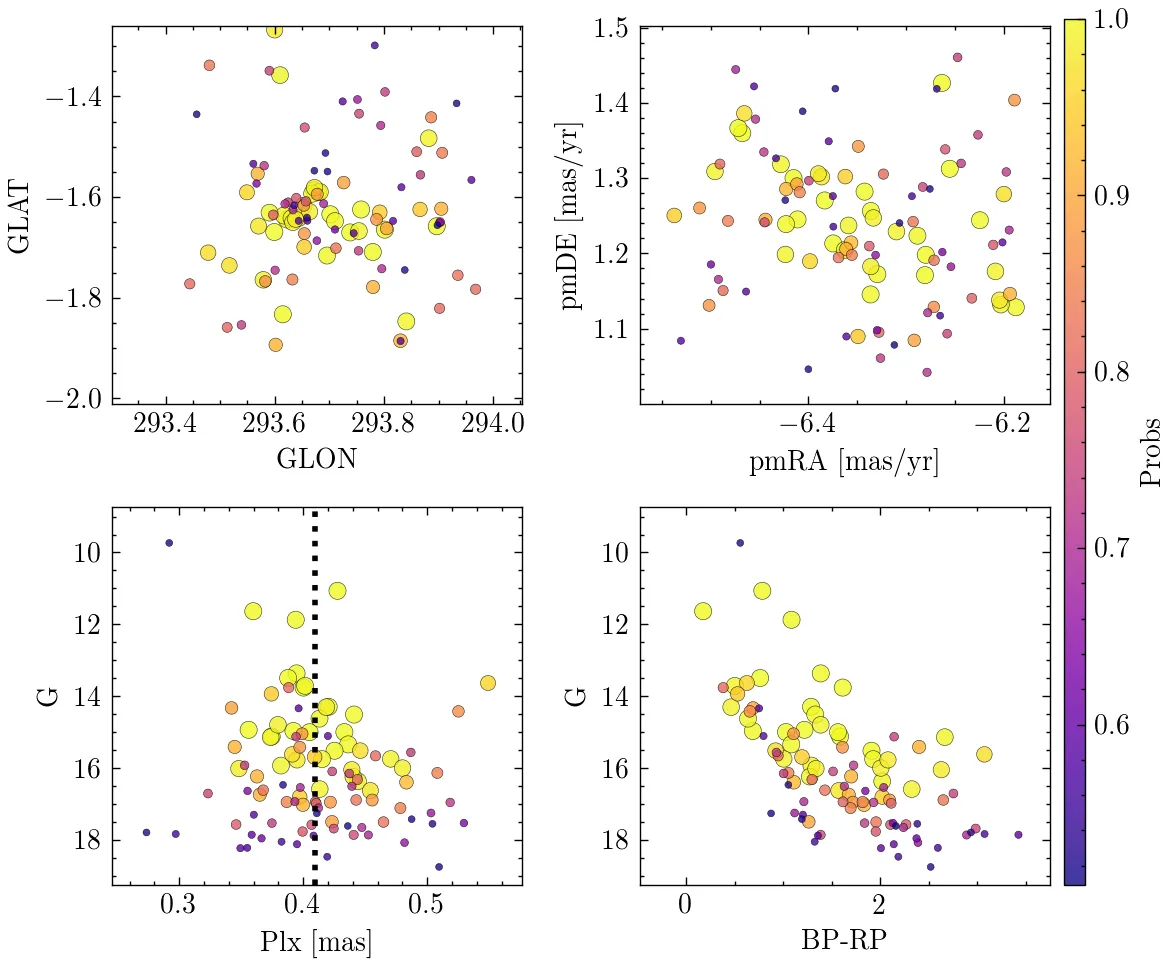 −1.4
−1.6
−1.8
−2.0
GLAT
293.4 293.6 293.8 294.0
GLON
1.5
1.4
1.3
1.2
1.1
pmDE [mas/yr]
−6.4 −6.2
pmRA [mas/yr]
10
12
14
16
18
G
0.3 0.4 0.5
Plx [mas]
10
12
14
16
18
G
0 2
BP-RP
1.0
0.9
0.8
0.7
0.6
Probs